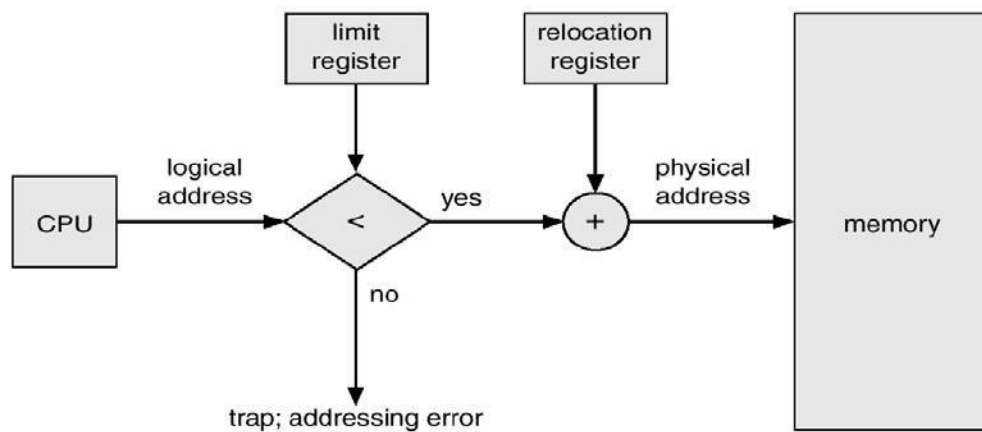 limit
register
relocation
register
logical
address
physical
address
CPU
<
yes
+
memory
no
trap; addressing error